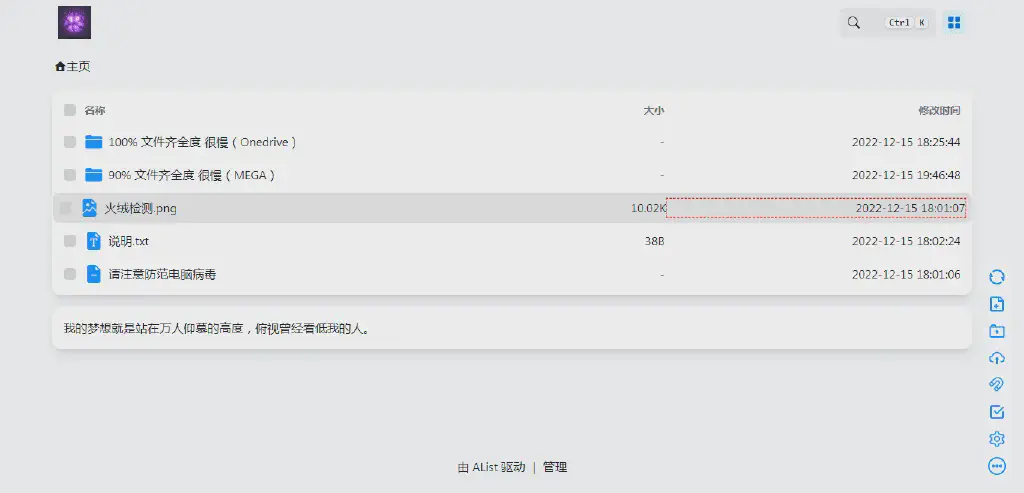 Ctrl K
主页
名称 大小 修改时间
100% 文件齐全度 很慢（Onedrive） - 2022-12-15 18:25:44
90% 文件齐全度 很慢（MEGA） - 2022-12-15 19:46:48
火绒检测.png 10.02K 2022-12-15 18:01:07
说明.txt 38B 2022-12-15 18:02:24
请注意防范电脑病毒 - 2022-12-15 18:01:06
我的梦想就是站在万人仰慕的高度，俯视曾经看低我的人。
由 AList 驱动 | 管理